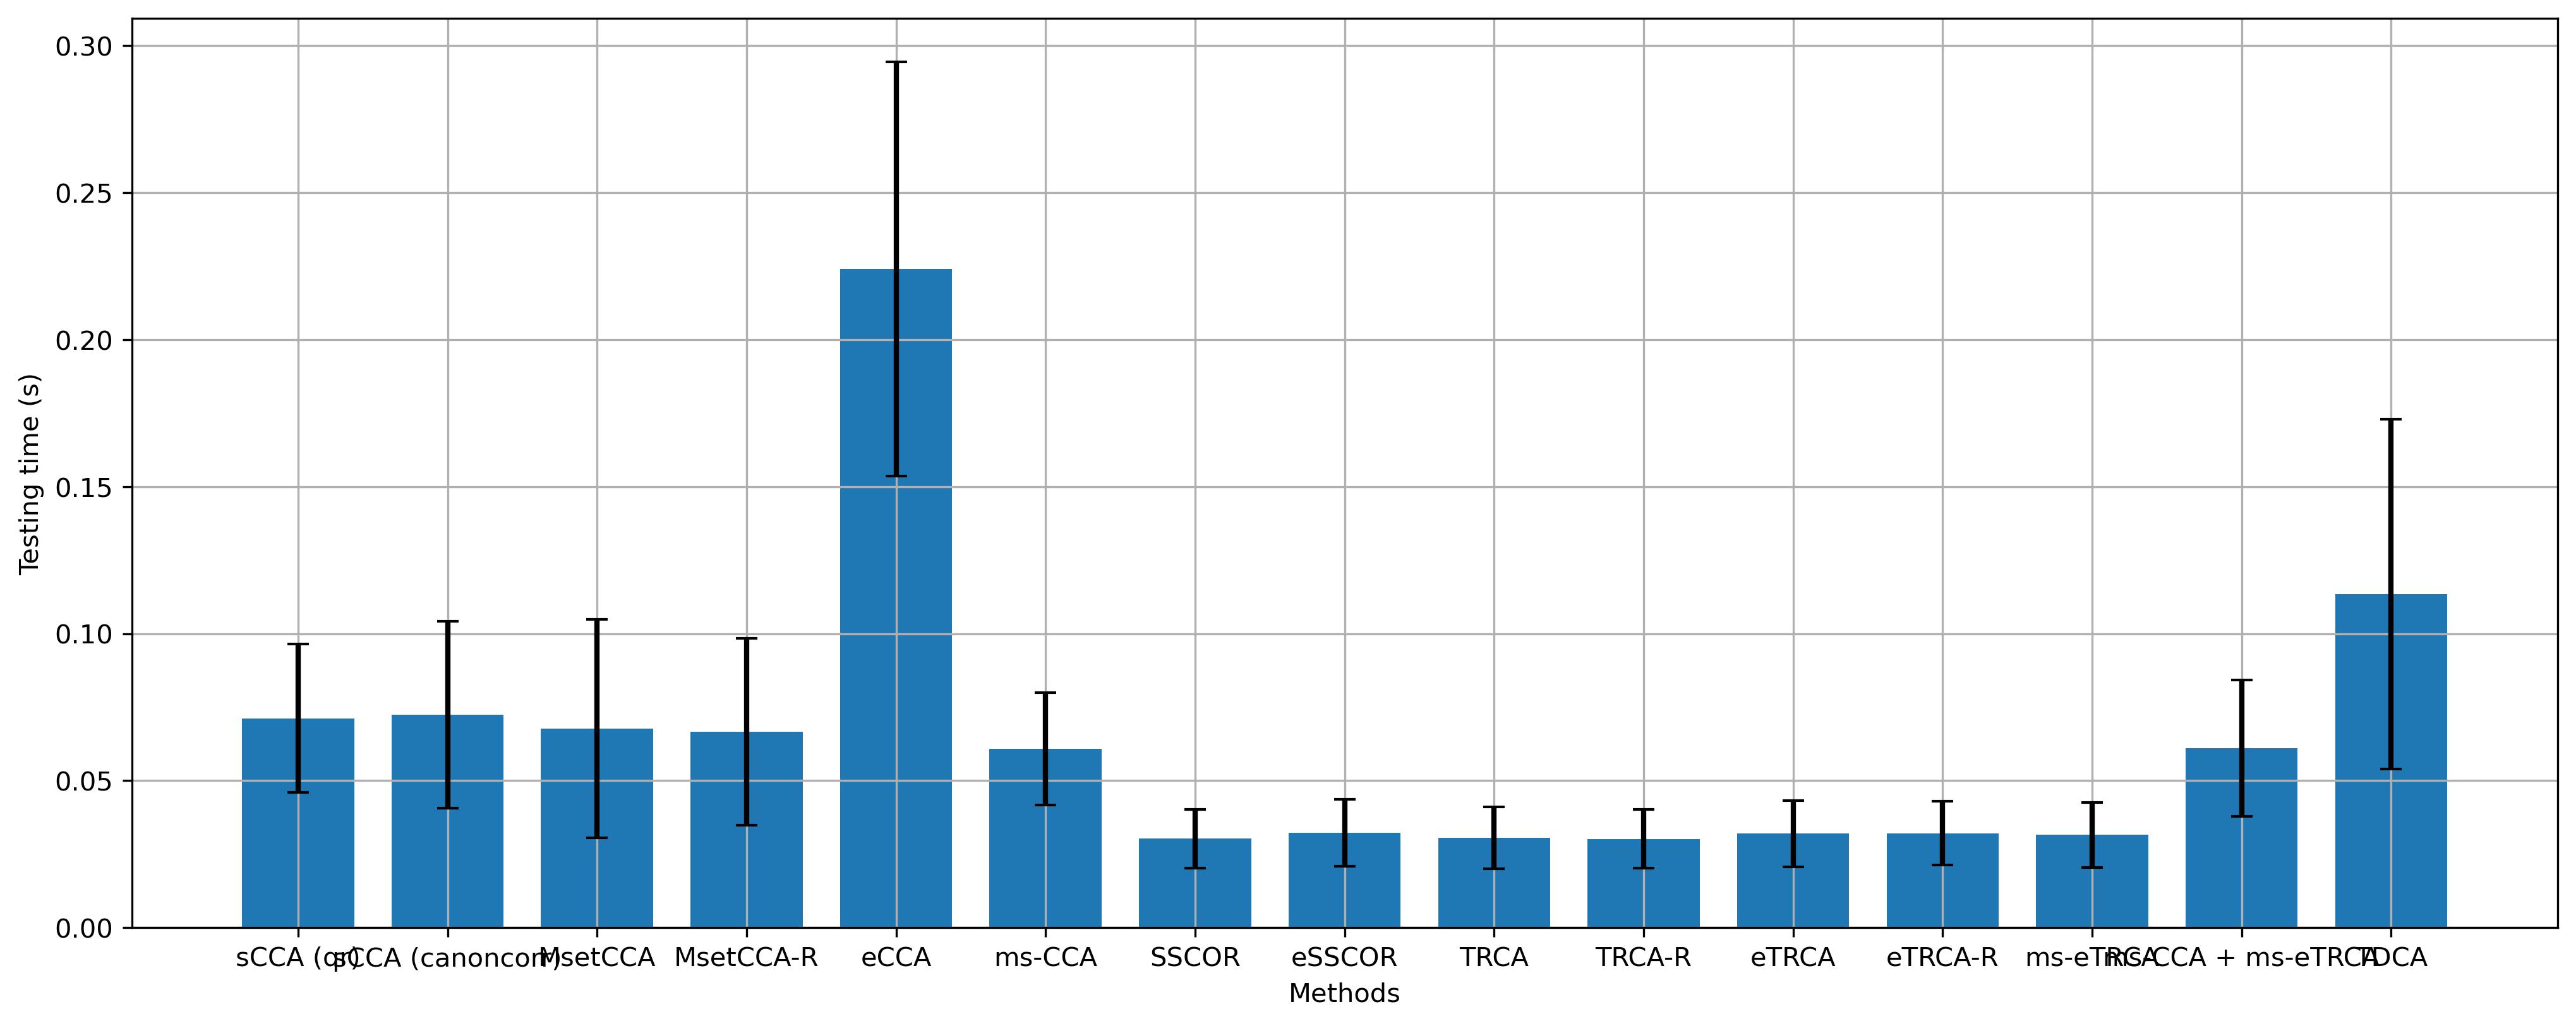 0.30
0.25
0.20
0.15
0.10
0.05
0.00
Testing time (s)
sCCA (qr) sCCA (canoncorr) MsetCCA MsetCCA-R eCCA ms-CCA SSCOR eSSCOR TRCA TRCA-R eTRCA eTRCA-R ms-eTRCA ms-CCA + ms-eTRCA TDCA
Methods